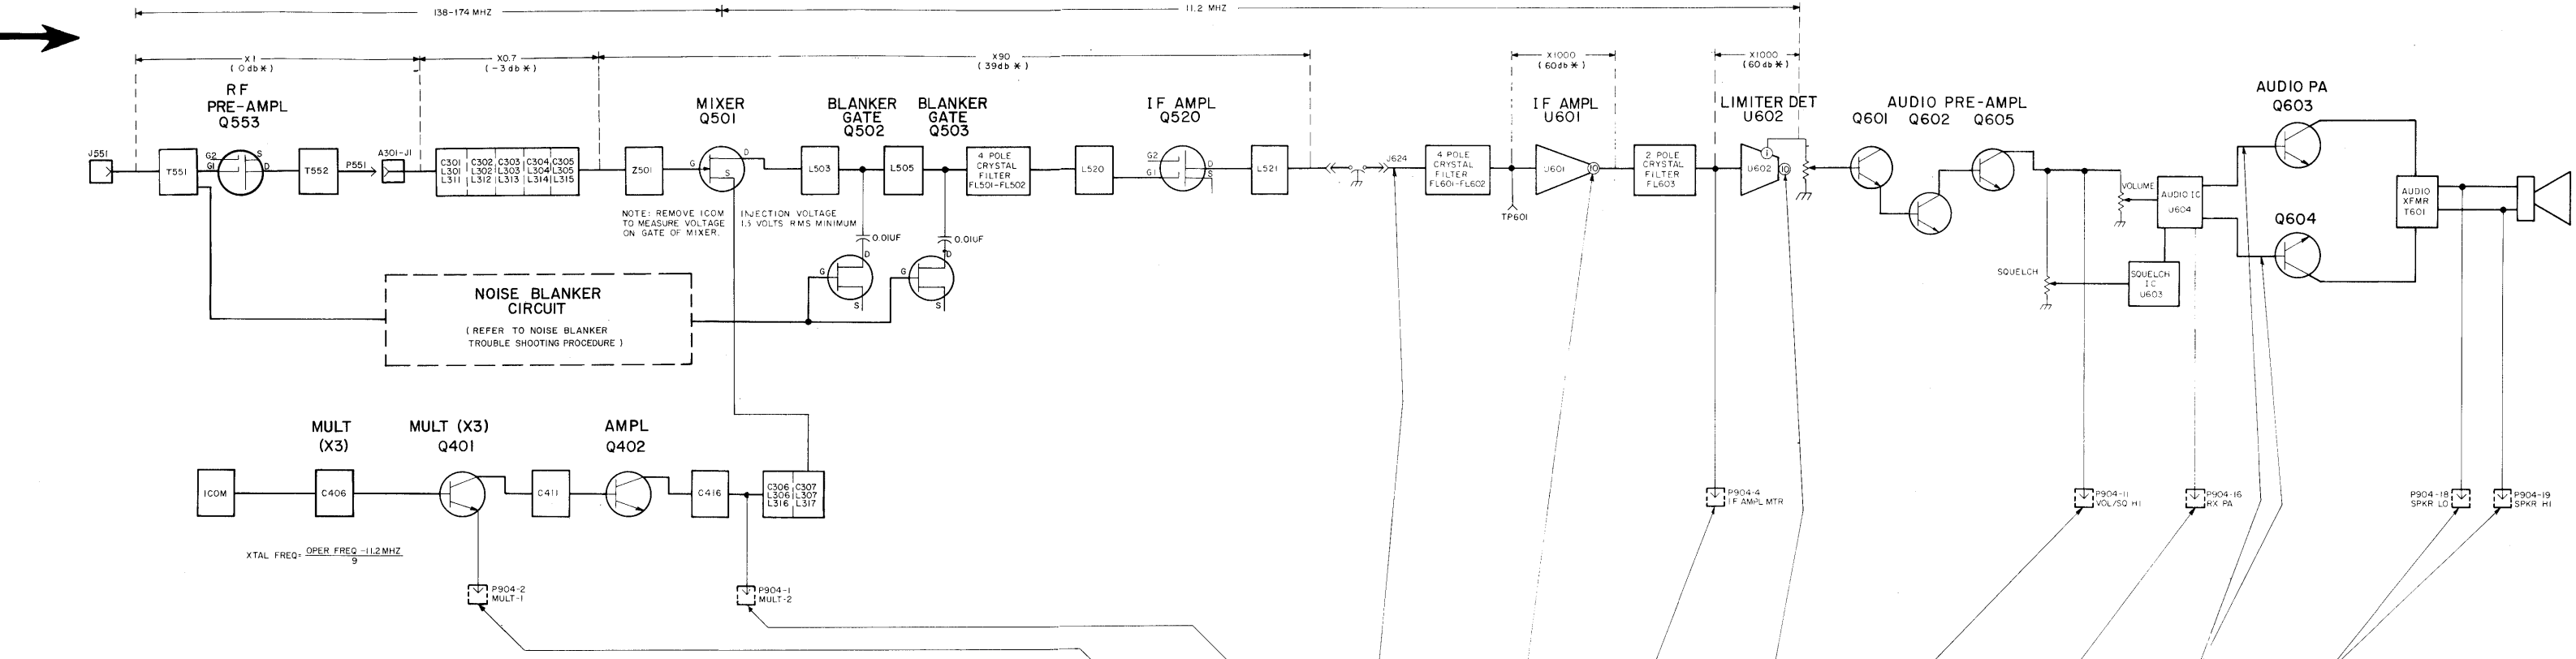 138-174 MHZ
11.2 MHZ
X1
(0db*)
X0.7
(-3db*)
X90
(39db*)
X1000
(60db*)
X1000
(60db*)
RF
PRE-AMPL
Q553
MIXER
Q501
BLANKER
GATE
Q502
BLANKER
GATE
Q503
IF AMPL
Q520
IF AMPL
U601
LIMITER DET
U602
AUDIO PRE-AMPL
Q601 Q602 Q605
AUDIO PA
Q603
J551
T551
G2
G1
S
D
T552
P551
A301-J1
C301 C302 C303 C304 C305
L301 L302 L303 L304 L305
L311 L312 L313 L314 L315
Z501
G
D
S
L503
L505
4 POLE
CRYSTAL
FILTER
FL501-FL502
L520
G2
G1
D
S
L521
J624
4 POLE
CRYSTAL
FILTER
FL601-FL602
TP601
U601
10
2 POLE
CRYSTAL
FILTER
FL603
U602
1
10
VOLUME
AUDIO IC
U604
SQUELCH
SQUELCH
IC
U603
Q604
AUDIO
XFMR
T601
NOTE: REMOVE ICOM
TO MEASURE VOLTAGE
ON GATE OF MIXER.
INJECTION VOLTAGE
1.5 VOLTS RMS MINIMUM
0.01UF
0.01UF
G
D
S
G
D
S
NOISE BLANKER
CIRCUIT
(REFER TO NOISE BLANKER
TROUBLE SHOOTING PROCEDURE)
MULT
(X3)
MULT (X3)
Q401
AMPL
Q402
ICOM
C406
C411
C416
C306 C307
L306 L307
L316 L317
XTAL FREQ= OPER FREQ -11.2MHZ
9
P904-2
MULT-1
P904-1
MULT-2
P904-4
IF AMPL MTR
P904-11
VOL/SQ HI
P904-16
RX PA
P904-18
SPKR LO
P904-19
SPKR HI